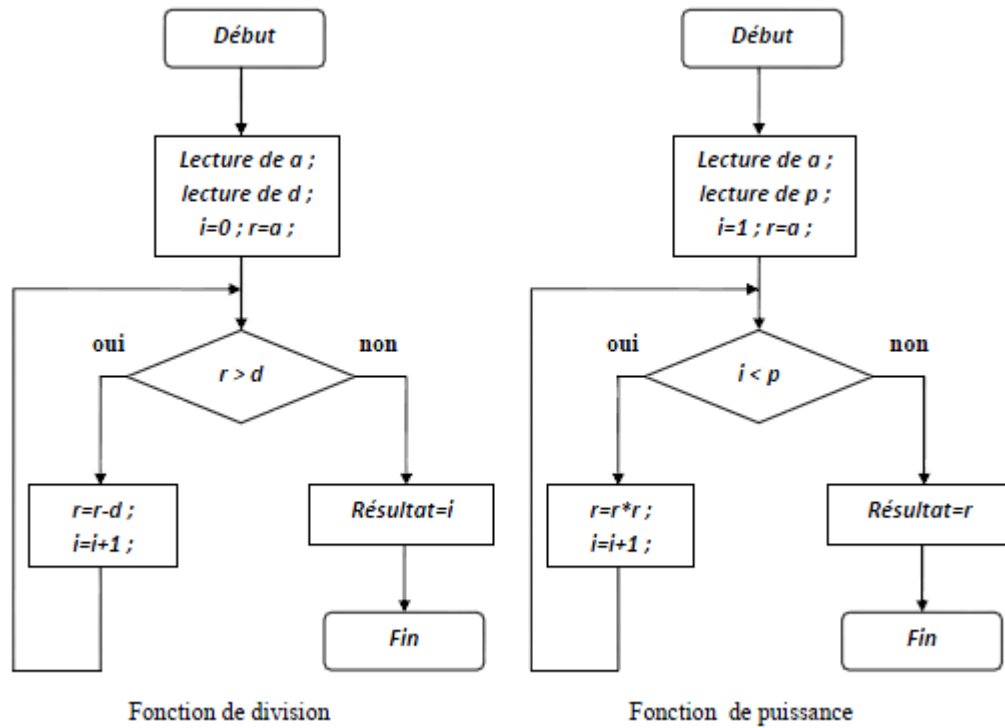 Début
Lecture de a ;
lecture de d ;
i=0 ; r=a ;
oui
non
r > d
r=r-d ;
i=i+1 ;
Résultat=i
Fin
Fonction de division
Début
Lecture de a ;
lecture de p ;
i=1 ; r=a ;
oui
non
i < p
r=r*r ;
i=i+1 ;
Résultat=r
Fin
Fonction de puissance